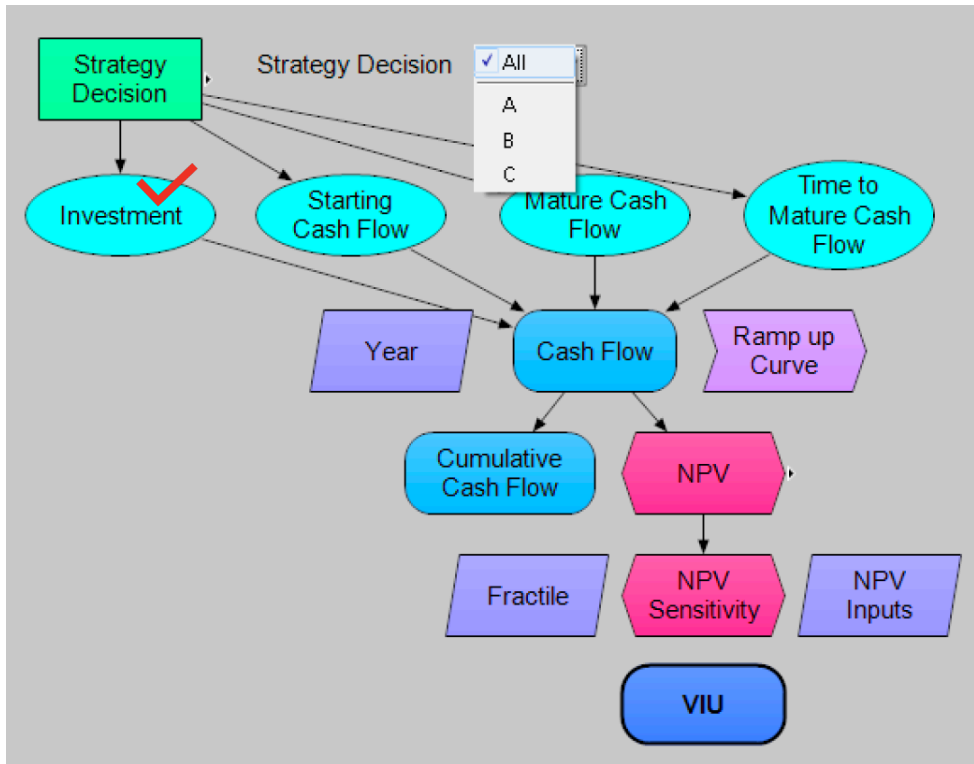 Strategy
Decision
Strategy Decision
All
A
B
C
Investment
Starting
Cash Flow
Mature Cash
Flow
Time to
Mature Cash
Flow
Year
Cash Flow
Ramp up
Curve
Cumulative
Cash Flow
NPV
Fractile
NPV
Sensitivity
NPV
Inputs
VIU